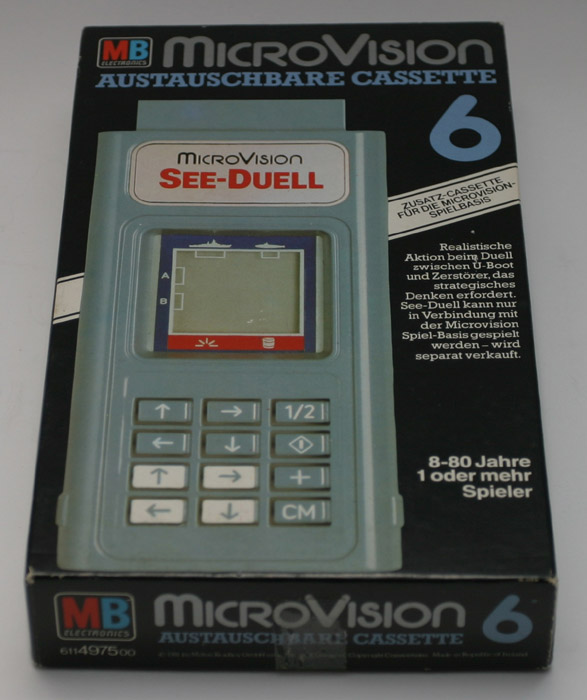 MB
ELECTRONICS
MICROVISION
AUSTAUSCHBARE CASSETTE
6
MICROVISION
SEE-DUELL
ZUSATZ-CASSETTE
FÜR DIE MICROVISION-
SPIELBASIS
Realistische
Aktion beim Duell
zwischen U-Boot
und Zerstörer, das
strategisches
Denken erfordert.
See-Duell kann nur
in Verbindung mit
der Microvision
Spiel-Basis gespielt
werden – wird
separat verkauft.
A
B
↑ → 1/2
← ↓
↑ → +
← ↓ CM
8-80 Jahre
1 oder mehr
Spieler
MB
ELECTRONICS
MICROVISION
6
AUSTAUSCHBARE CASSETTE
611497500